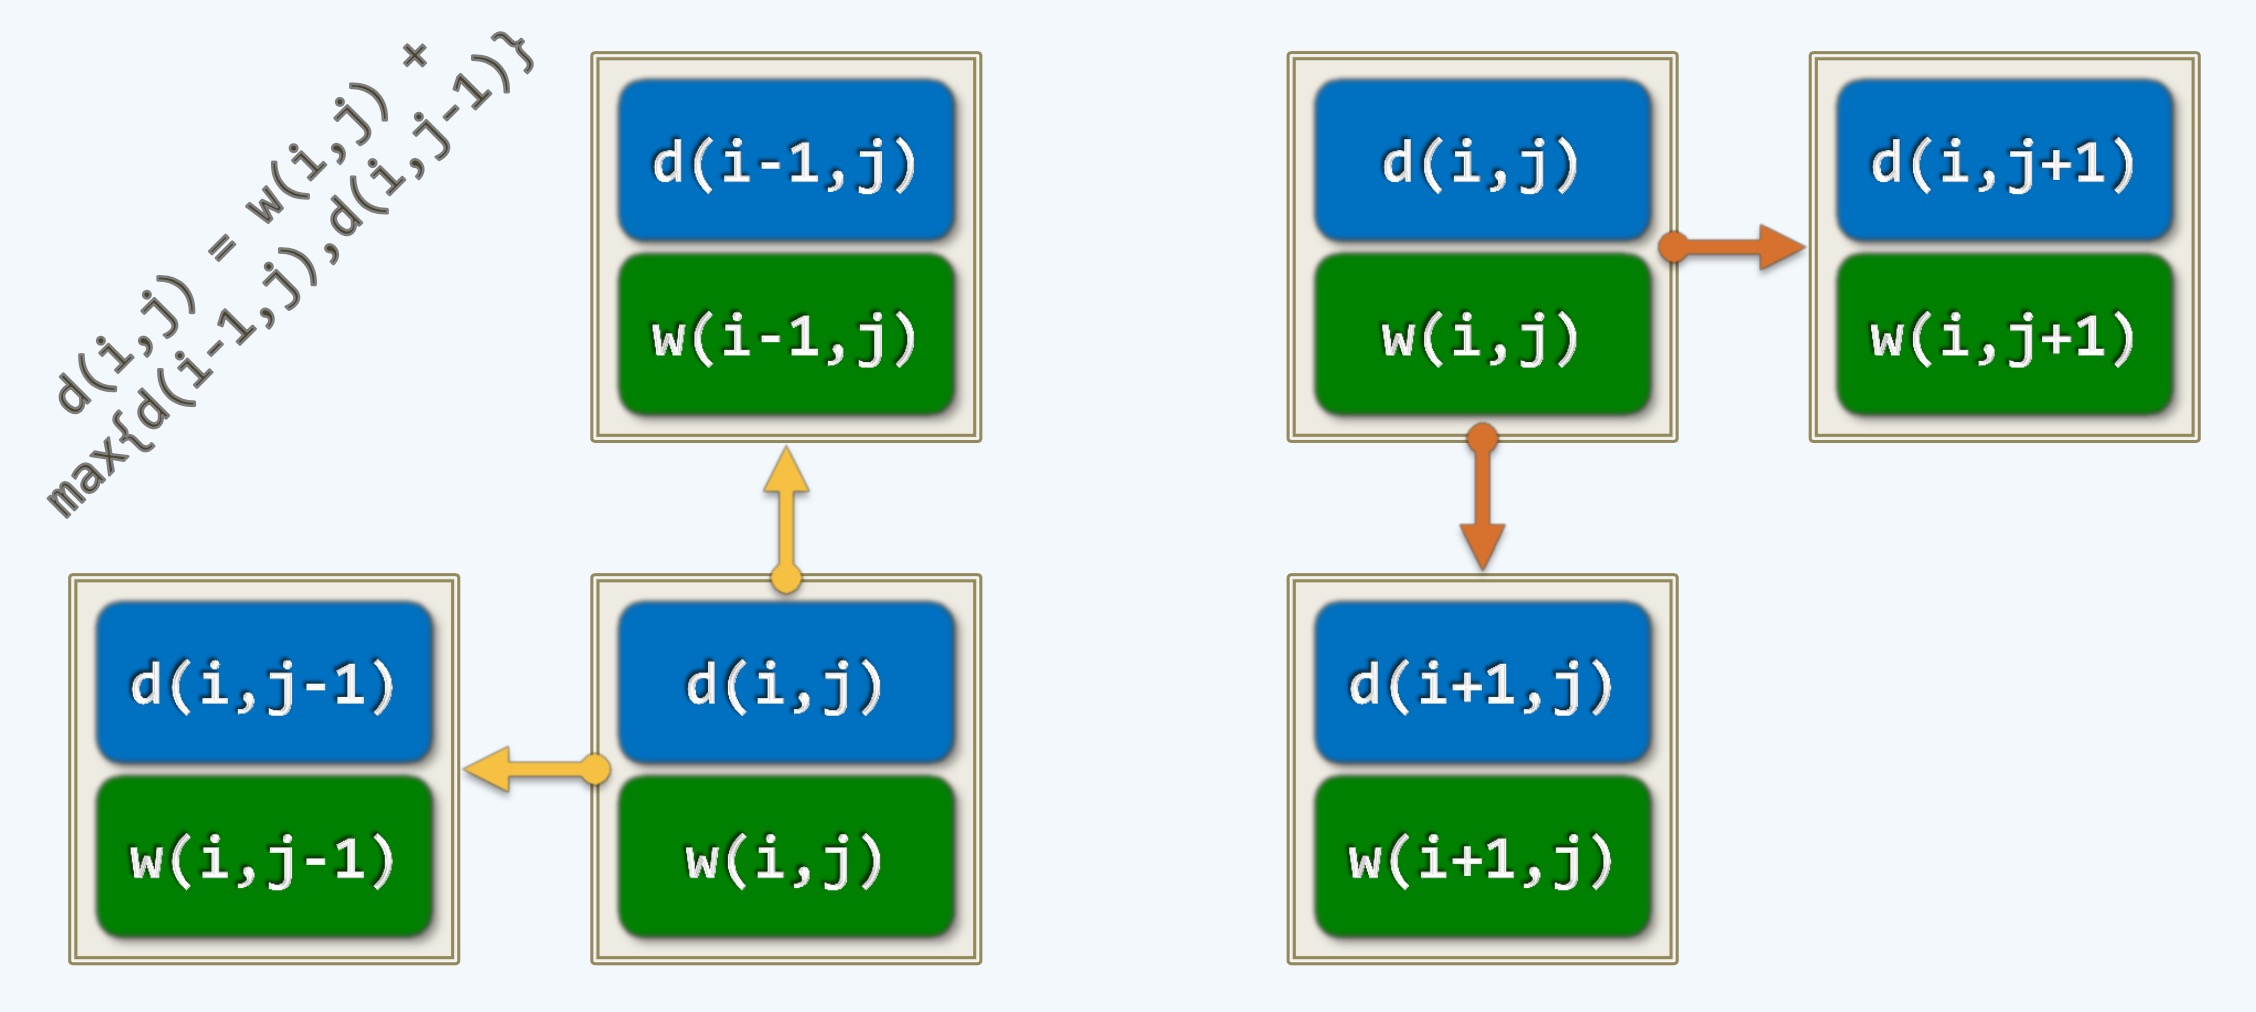 d(i,j) = w(i,j) +
max{d(i-1,j),d(i,j-1)}
d(i-1,j)
w(i-1,j)
d(i,j-1)
w(i,j-1)
d(i,j)
w(i,j)
d(i,j)
w(i,j)
d(i,j+1)
w(i,j+1)
d(i+1,j)
w(i+1,j)